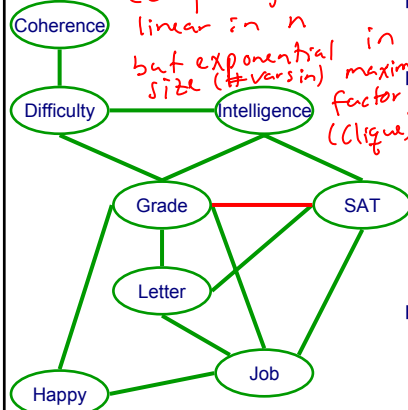 linear in n
but exponential in
size (#vars in) maxim
factor
(Clique
Coherence
Difficulty
Intelligence
Grade
SAT
Letter
Job
Happy